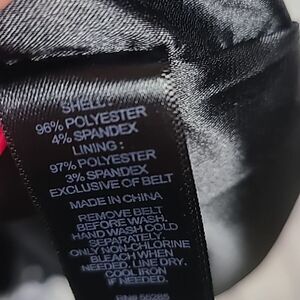 SHELL:
96% POLYESTER
4% SPANDEX
LINING:
97% POLYESTER
3% SPANDEX
EXCLUSIVE OF BELT
MADE IN CHINA
REMOVE BELT
BEFORE WASH,
HAND WASH COLD
SEPARATELY,
ONLY NON-CHLORINE
BLEACH WHEN
NEEDED. LINE DRY.
COOL IRON
IF NEEDED